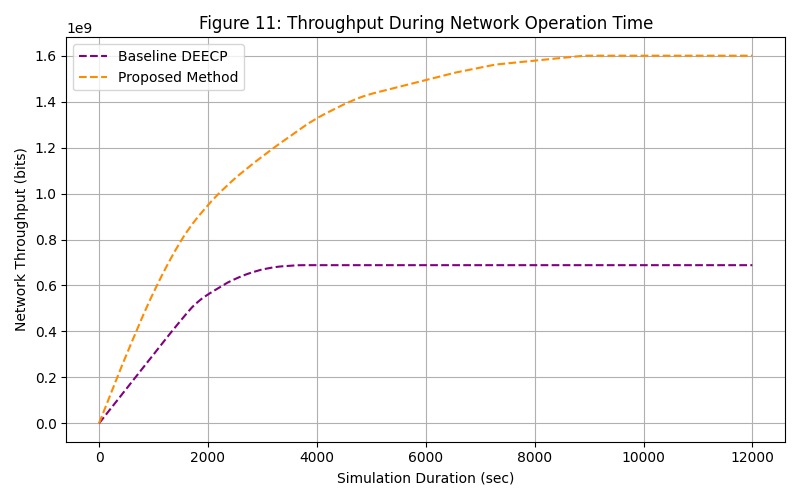 Figure 11: Throughput During Network Operation Time
1e9
Baseline DEECP
Proposed Method
Network Throughput (bits)
1.6
1.4
1.2
1.0
0.8
0.6
0.4
0.2
0.0
0 2000 4000 6000 8000 10000 12000
Simulation Duration (sec)